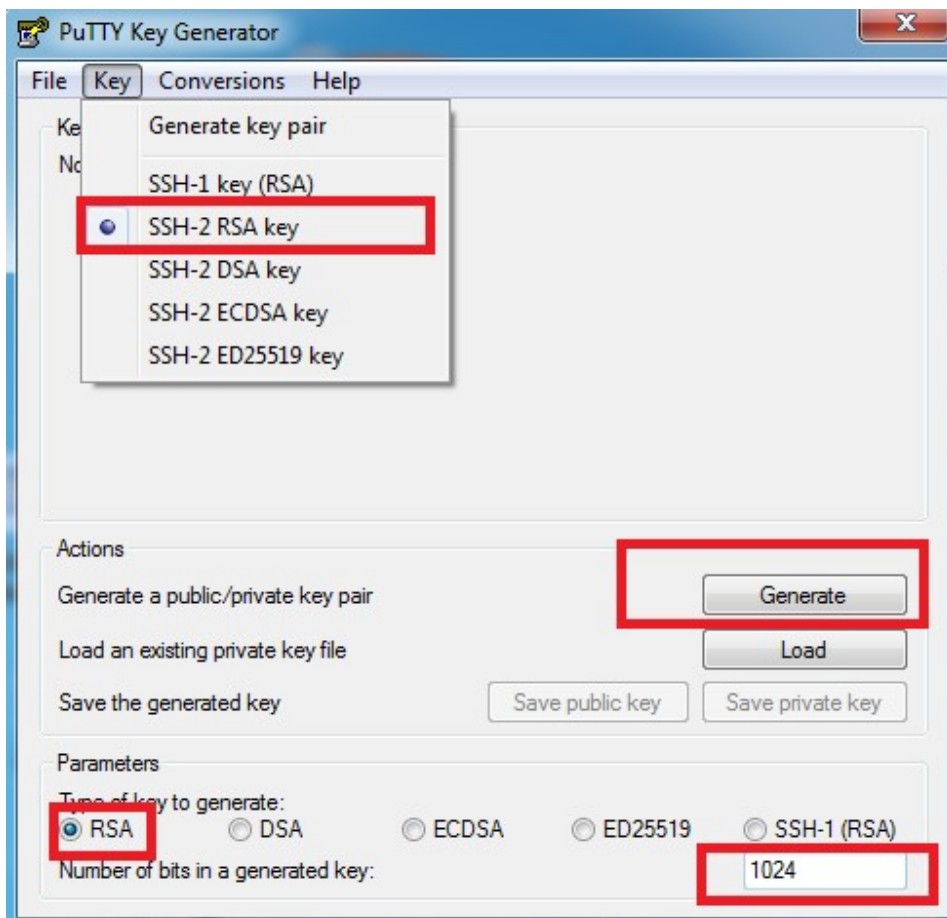 PuTTY Key Generator
File Key Conversions Help
Ke
Generate key pair
No
SSH-1 key (RSA)
SSH-2 RSA key
SSH-2 DSA key
SSH-2 ECDSA key
SSH-2 ED25519 key
Actions
Generate a public/private key pair Generate
Load an existing private key file Load
Save the generated key Save public key Save private key
Parameters
Type of key to generate:
RSA DSA ECDSA ED25519 SSH-1 (RSA)
Number of bits in a generated key: 1024